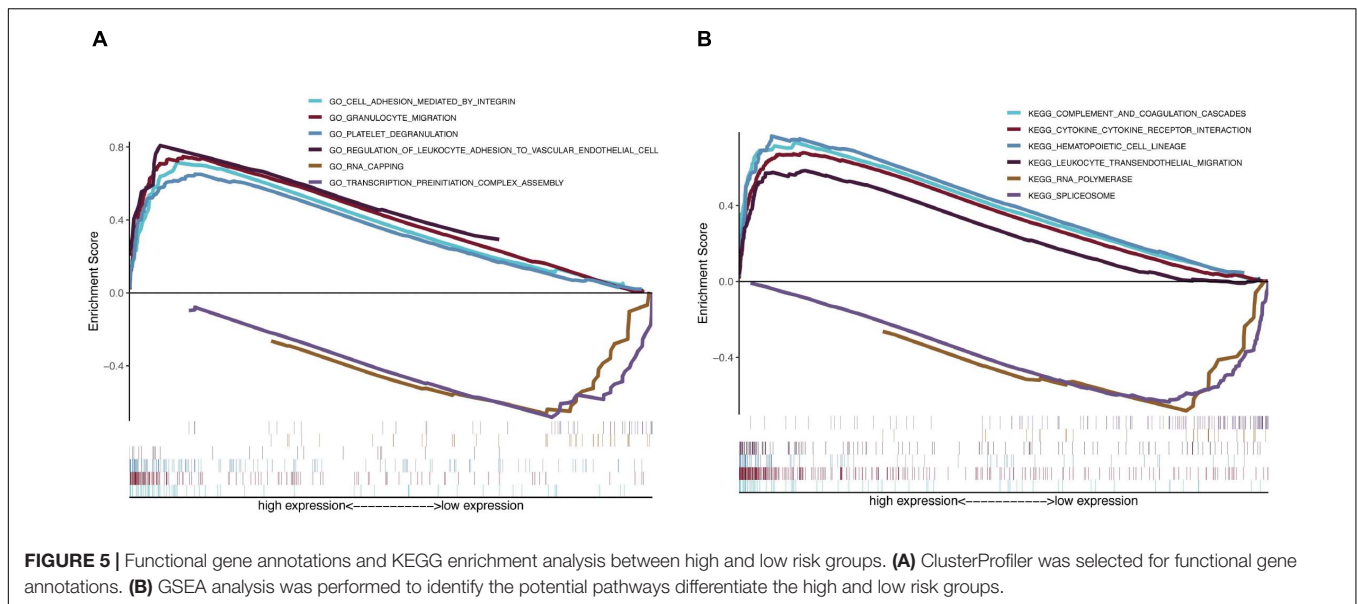 A
GO_CELL_ADHESION_MEDIATED_BY_INTEGRIN
GO_GRANULOCYTE_MIGRATION
GO_PLATELET_DEGRANULATION
GO_REGULATION_OF_LEUKOCYTE_ADHESION_TO_VASCULAR_ENDOTHELIAL_CELL
GO_RNA_CAPPING
GO_TRANSCRIPTION_PREINITIATION_COMPLEX_ASSEMBLY
0.8
0.4
0.0
−0.4
Enrichment Score
high expression<----------->low expression
B
KEGG_COMPLEMENT_AND_COAGULATION_CASCADES
KEGG_CYTOKINE_CYTOKINE_RECEPTOR_INTERACTION
KEGG_HEMATOPOIETIC_CELL_LINEAGE
KEGG_LEUKOCYTE_TRANSENDOTHELIAL_MIGRATION
KEGG_RNA_POLYMERASE
KEGG_SPLICEOSOME
0.4
0.0
−0.4
Enrichment Score
high expression<----------->low expression
FIGURE 5 | Functional gene annotations and KEGG enrichment analysis between high and low risk groups. (A) ClusterProfiler was selected for functional gene
annotations. (B) GSEA analysis was performed to identify the potential pathways differentiate the high and low risk groups.